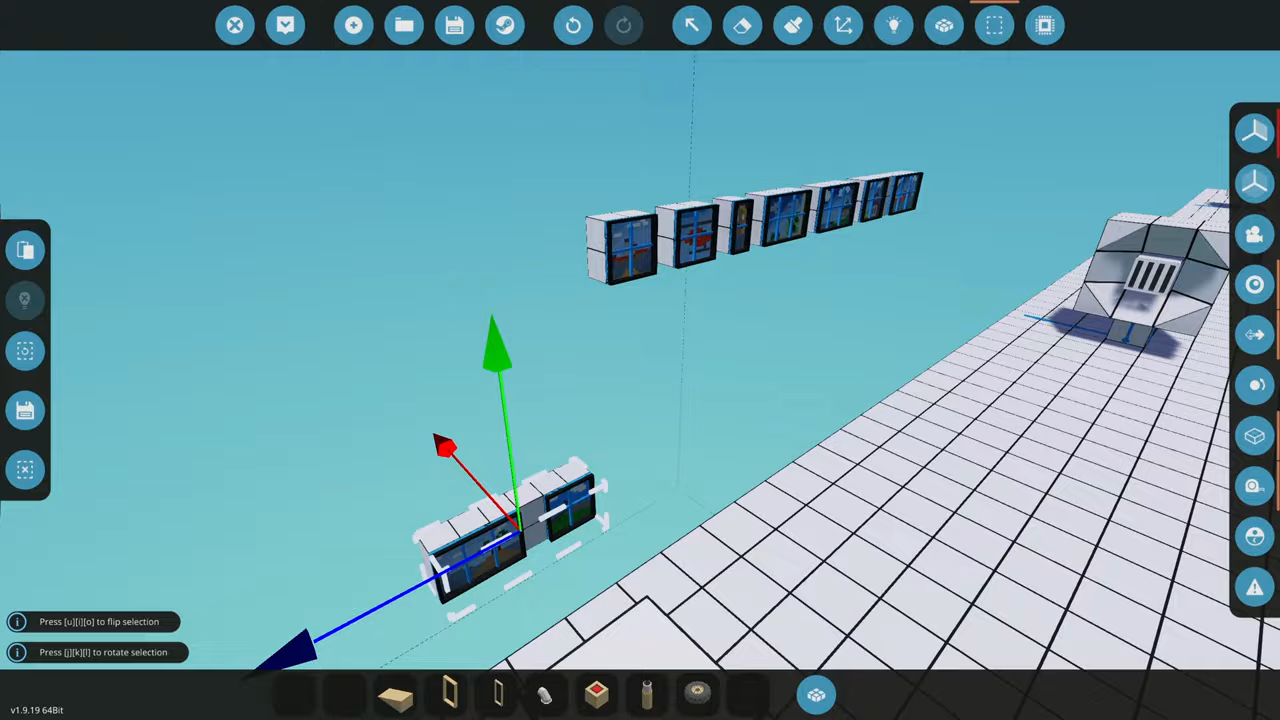 Press [u][i][o] to flip selection
Press [j][k][l] to rotate selection
v1.9.19 64Bit